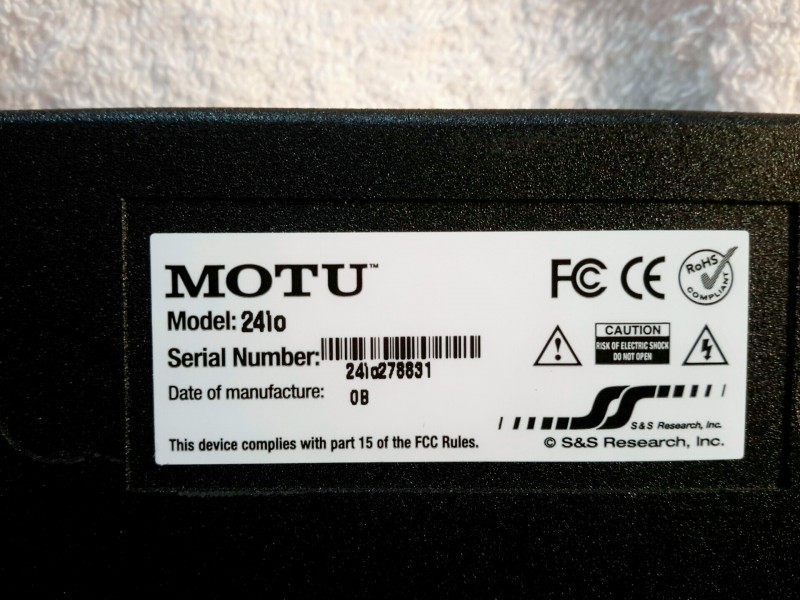 MOTU™
Model: 24io
Serial Number:
24io278831
Date of manufacture: 0B
This device complies with part 15 of the FCC Rules.
FC CE
RoHS
COMPLIANT
CAUTION
RISK OF ELECTRIC SHOCK
DO NOT OPEN
S&S Research, Inc.
© S&S Research, Inc.